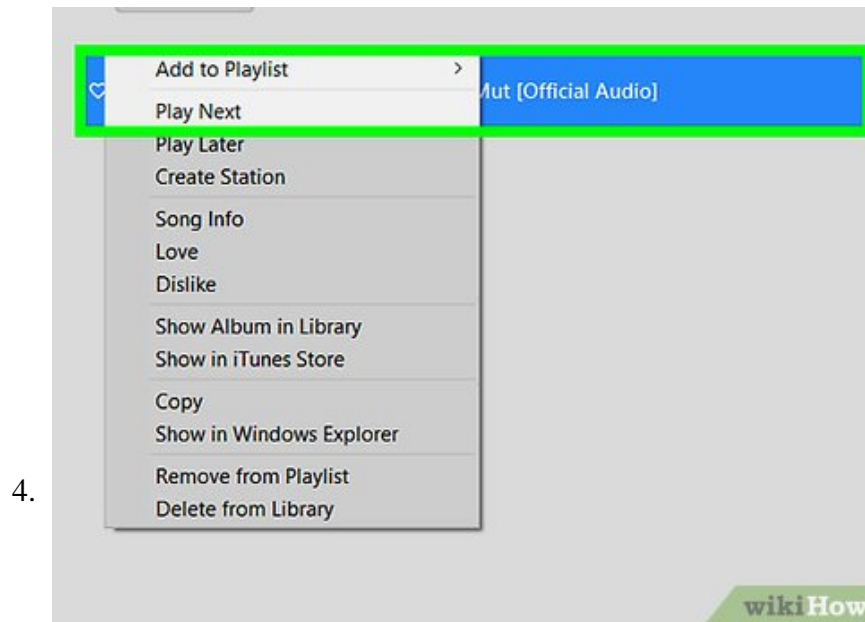 Add to Playlist >
Mut [Official Audio]
Play Next
Play Later
Create Station
Song Info
Love
Dislike
Show Album in Library
Show in iTunes Store
Copy
Show in Windows Explorer
4.
Remove from Playlist
Delete from Library
wikiHow